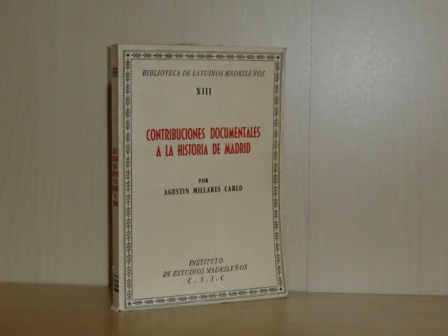 BIBLIOTECA DE ESTUDIOS MADRILEÑOS
XIII
CONTRIBUCIONES DOCUMENTALES
A LA HISTORIA DE MADRID
POR
AGUSTIN MILLARES CARLO
INSTITUTO
DE ESTUDIOS MADRILEÑOS
C. S. I. C